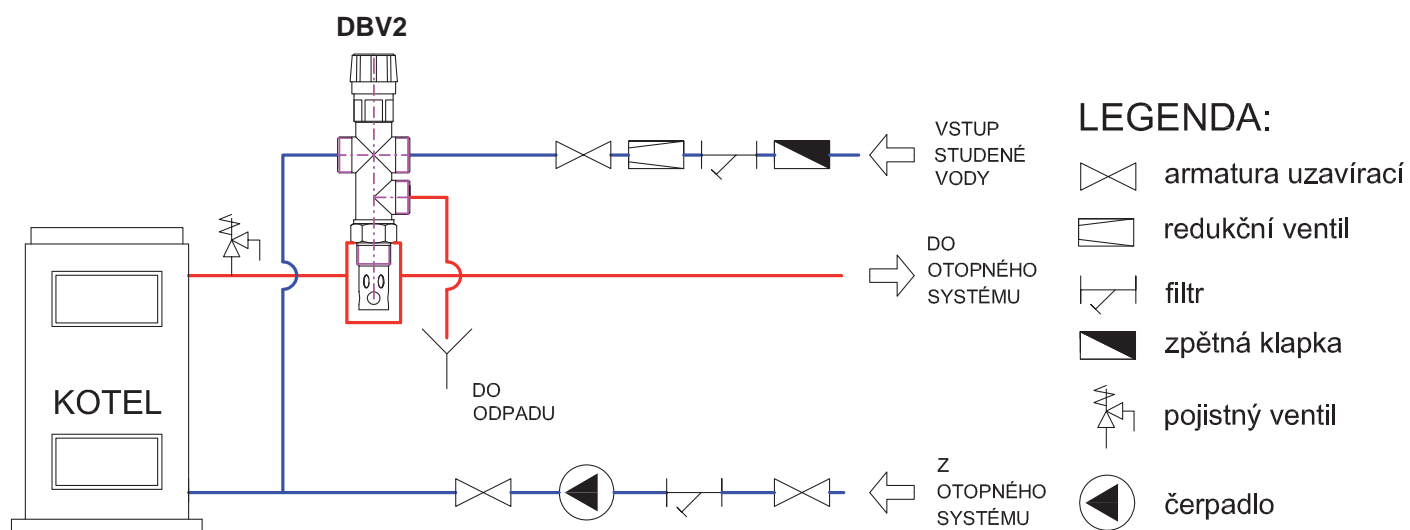 DBV2
VSTUP
STUDENÉ
VODY
DO
OTOPNÉHO
SYSTÉMU
KOTEL
DO
ODPADU
Z
OTOPNÉHO
SYSTÉMU
LEGENDA:
armatura uzavírací
redukční ventil
filtr
zpětná klapka
pojistný ventil
čerpadlo